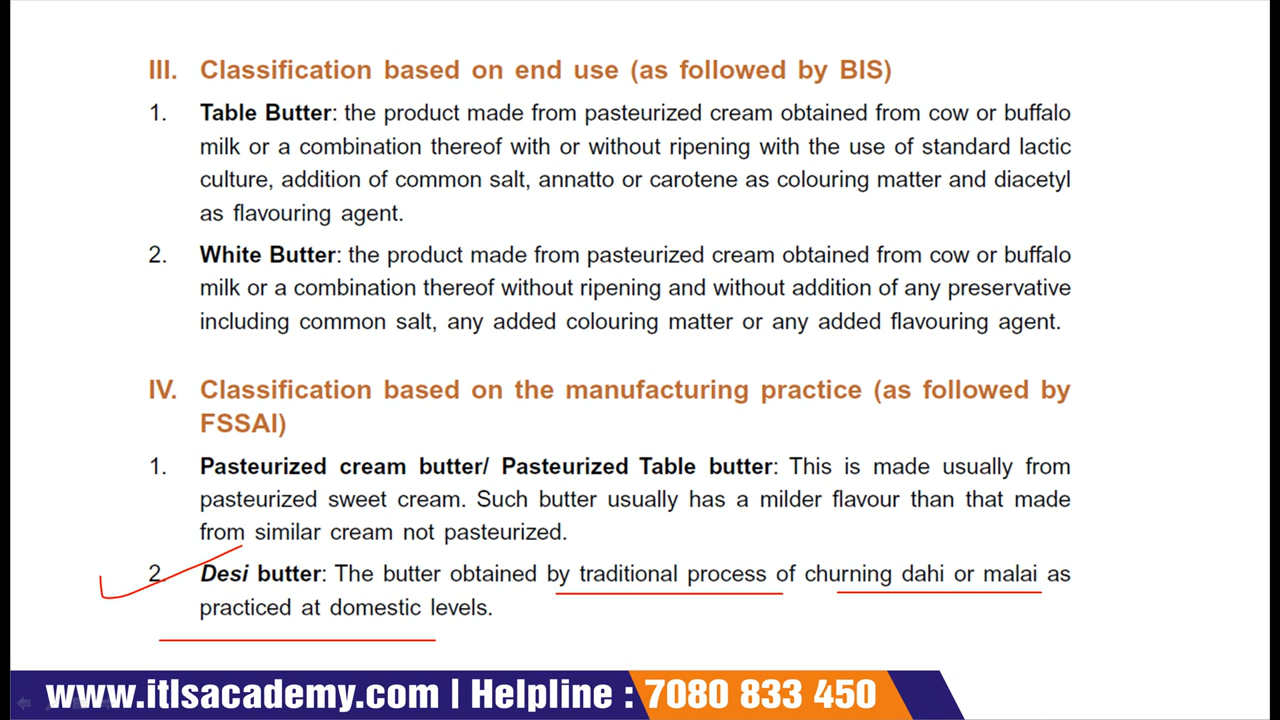 III. Classification based on end use (as followed by BIS)
1. Table Butter: the product made from pasteurized cream obtained from cow or buffalo
milk or a combination thereof with or without ripening with the use of standard lactic
culture, addition of common salt, annatto or carotene as colouring matter and diacetyl
as flavouring agent.
2. White Butter: the product made from pasteurized cream obtained from cow or buffalo
milk or a combination thereof without ripening and without addition of any preservative
including common salt, any added colouring matter or any added flavouring agent.
IV. Classification based on the manufacturing practice (as followed by
FSSAI)
1. Pasteurized cream butter/ Pasteurized Table butter: This is made usually from
pasteurized sweet cream. Such butter usually has a milder flavour than that made
from similar cream not pasteurized.
2. Desi butter: The butter obtained by traditional process of churning dahi or malai as
practiced at domestic levels.
www.itlsacademy.com | Helpline : 7080 833 450